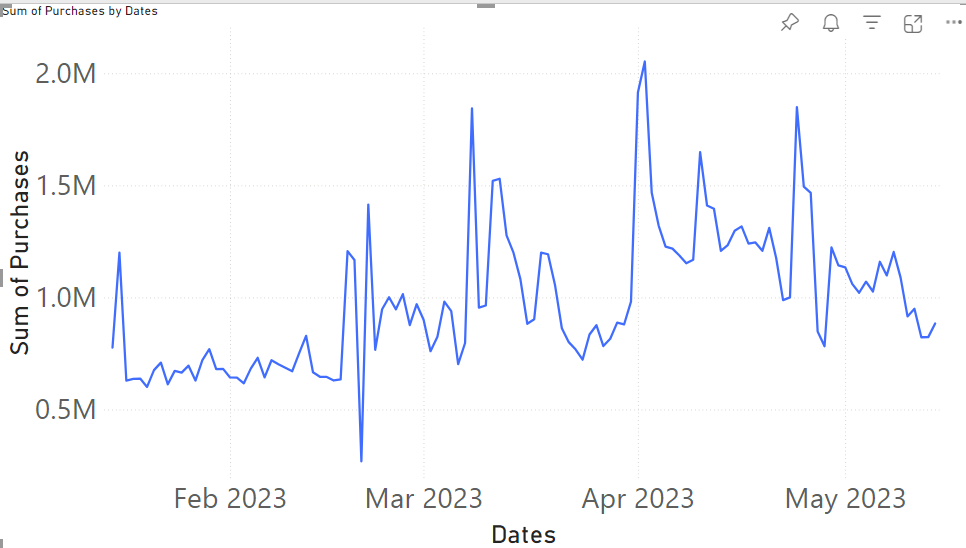 Sum of Purchases by Dates
2.0M
1.5M
1.0M
0.5M
Sum of Purchases
Feb 2023
Mar 2023
Apr 2023
May 2023
Dates